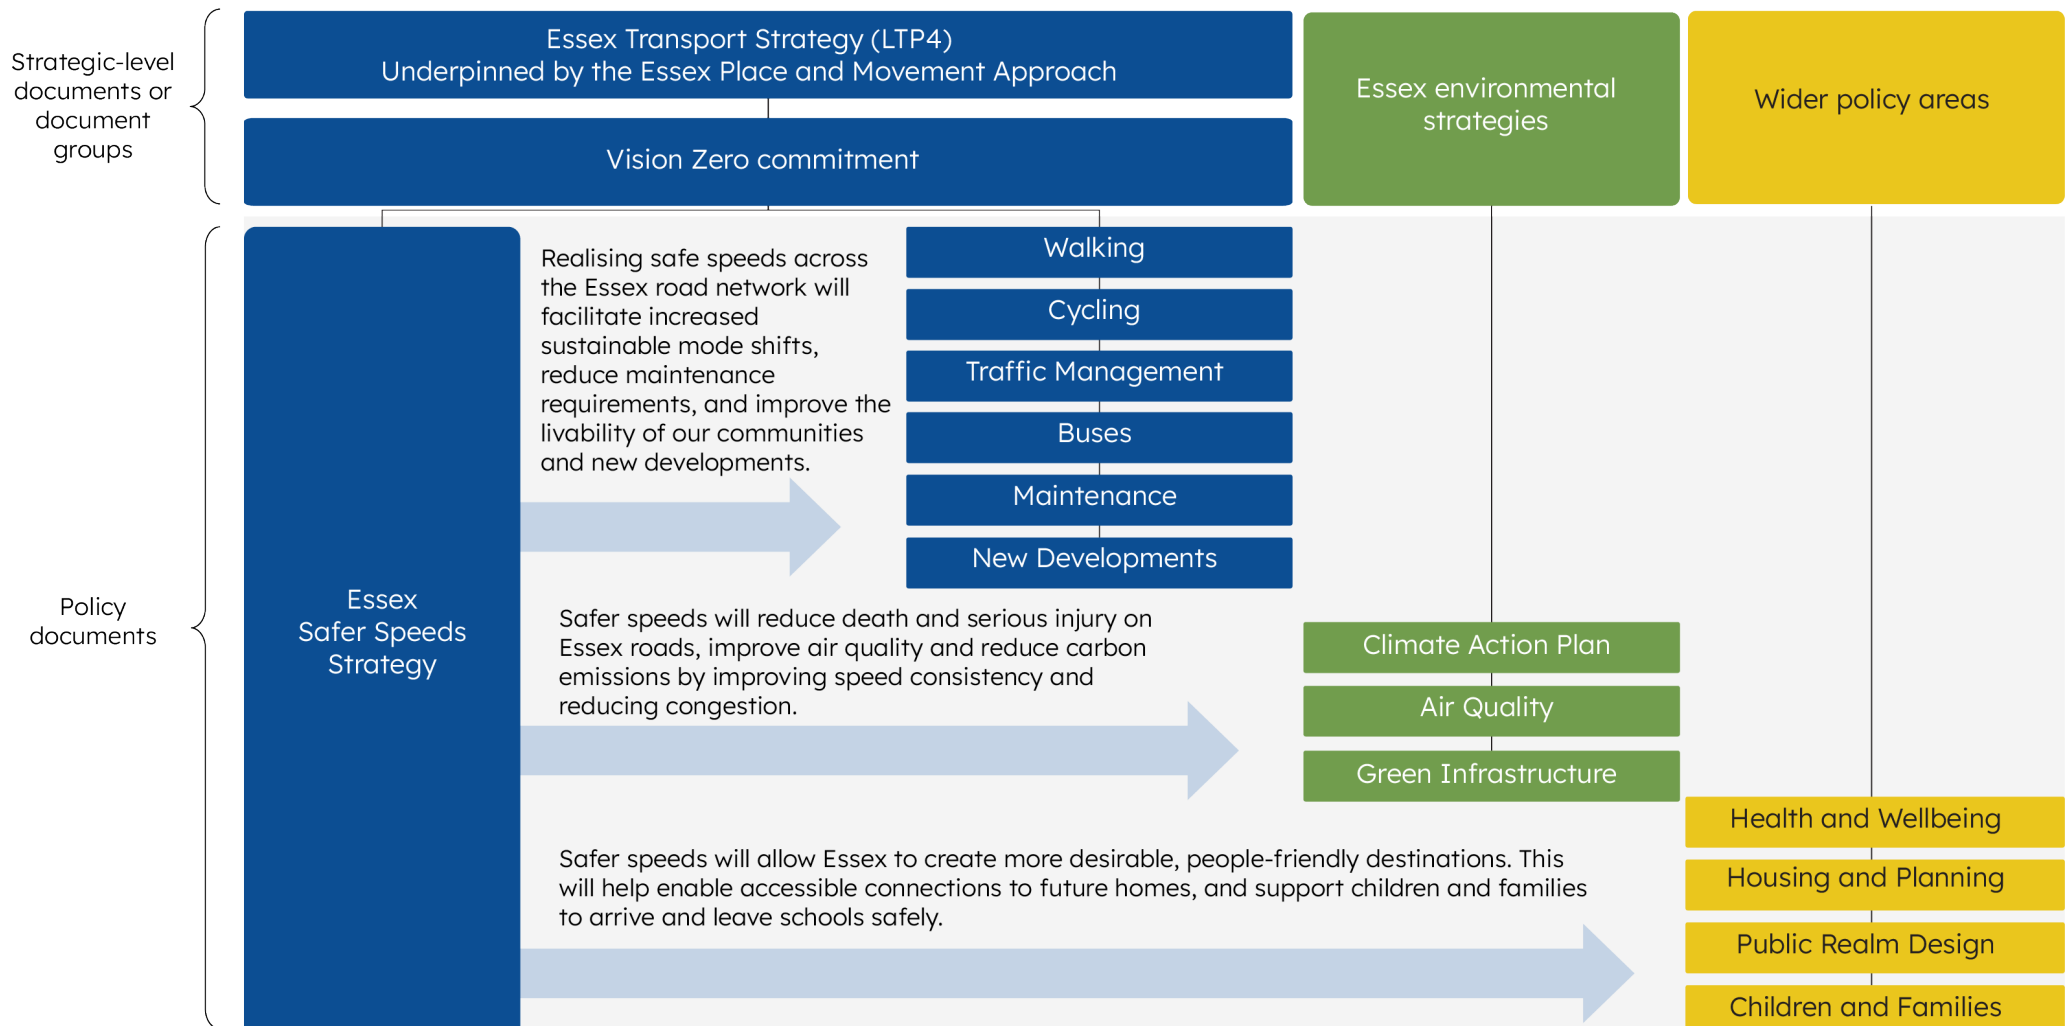 Strategic-level
documents or
document
groups
Essex Transport Strategy (LTP4)
Underpinned by the Essex Place and Movement Approach
Vision Zero commitment
Essex environmental
strategies
Wider policy areas
Policy
documents
Essex
Safer Speeds
Strategy
Realising safe speeds across
the Essex road network will
facilitate increased
sustainable mode shifts,
reduce maintenance
requirements, and improve the
livability of our communities
and new developments.
Walking
Cycling
Traffic Management
Buses
Maintenance
New Developments
Safer speeds will reduce death and serious injury on
Essex roads, improve air quality and reduce carbon
emissions by improving speed consistency and
reducing congestion.
Climate Action Plan
Air Quality
Green Infrastructure
Safer speeds will allow Essex to create more desirable, people-friendly destinations. This
will help enable accessible connections to future homes, and support children and families
to arrive and leave schools safely.
Health and Wellbeing
Housing and Planning
Public Realm Design
Children and Families